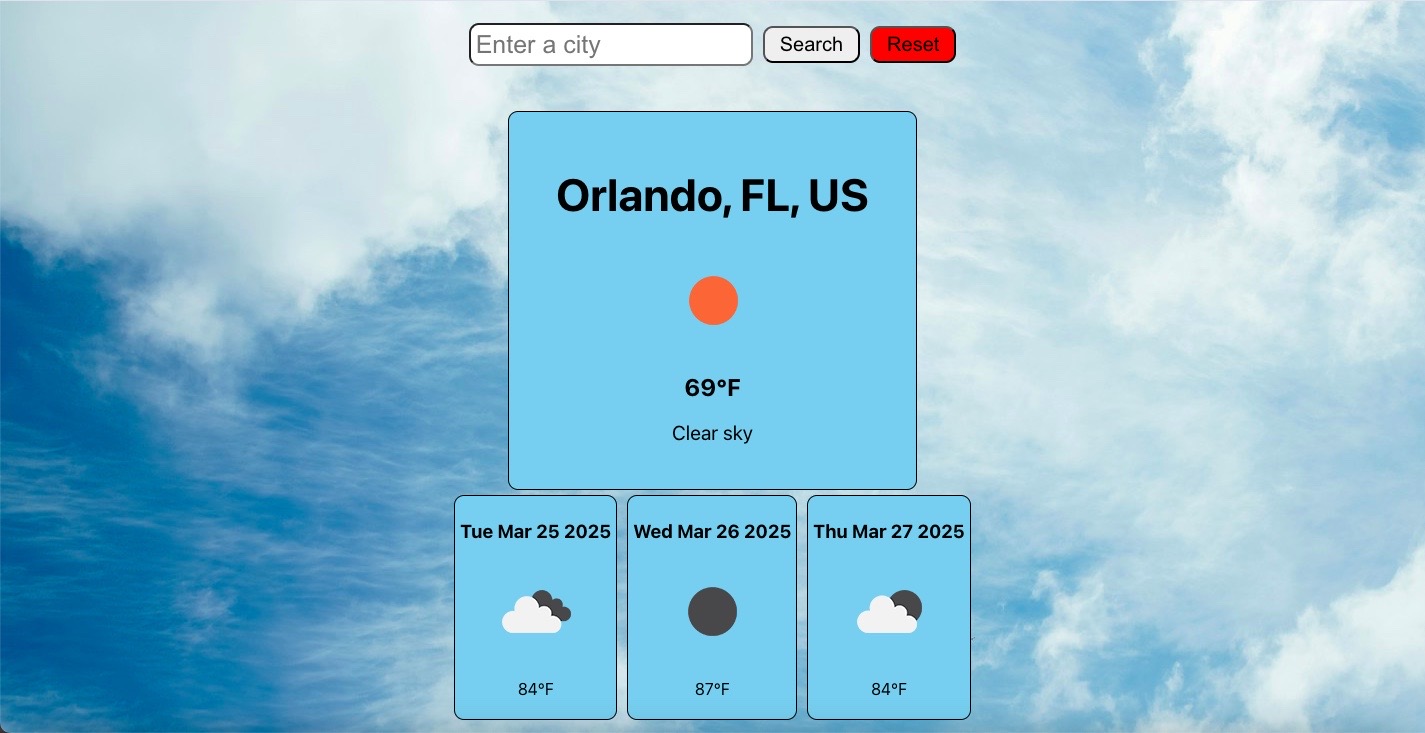 Enter a city Search Reset
Orlando, FL, US
69°F
Clear sky
Tue Mar 25 2025 Wed Mar 26 2025 Thu Mar 27 2025
84°F 87°F 84°F